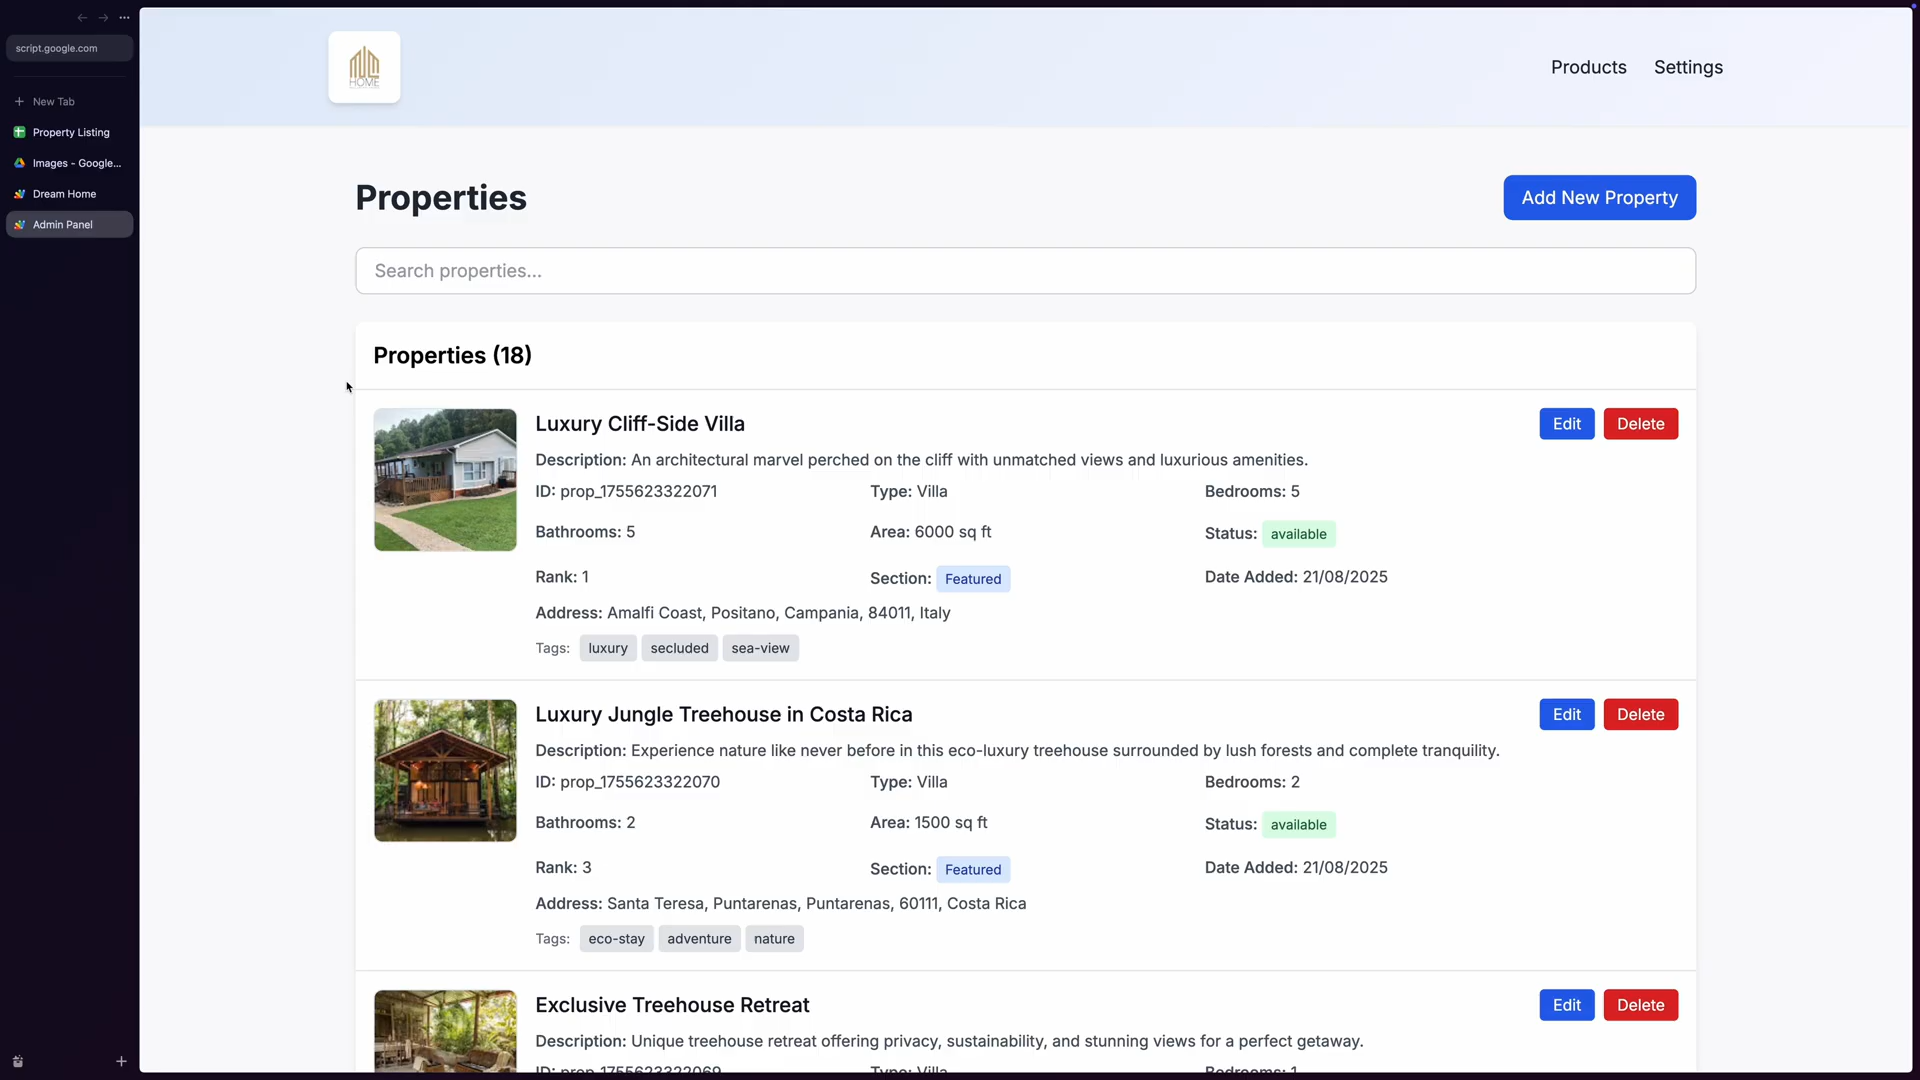 script.google.com
New Tab
Property Listing
Images - Google...
Dream Home
Admin Panel
HOME
Products
Settings
Properties
Add New Property
Search properties...
Properties (18)
Luxury Cliff-Side Villa
Edit
Delete
Description: An architectural marvel perched on the cliff with unmatched views and luxurious amenities.
ID: prop_1755623322071
Type: Villa
Bedrooms: 5
Bathrooms: 5
Area: 6000 sq ft
Status: available
Rank: 1
Section: Featured
Date Added: 21/08/2025
Address: Amalfi Coast, Positano, Campania, 84011, Italy
Tags: luxury secluded sea-view
Luxury Jungle Treehouse in Costa Rica
Edit
Delete
Description: Experience nature like never before in this eco-luxury treehouse surrounded by lush forests and complete tranquility.
ID: prop_1755623322070
Type: Villa
Bedrooms: 2
Bathrooms: 2
Area: 1500 sq ft
Status: available
Rank: 3
Section: Featured
Date Added: 21/08/2025
Address: Santa Teresa, Puntarenas, Puntarenas, 60111, Costa Rica
Tags: eco-stay adventure nature
Exclusive Treehouse Retreat
Edit
Delete
Description: Unique treehouse retreat offering privacy, sustainability, and stunning views for a perfect getaway.
ID: prop_1755623322069
Type: Villa
Bedrooms: 1